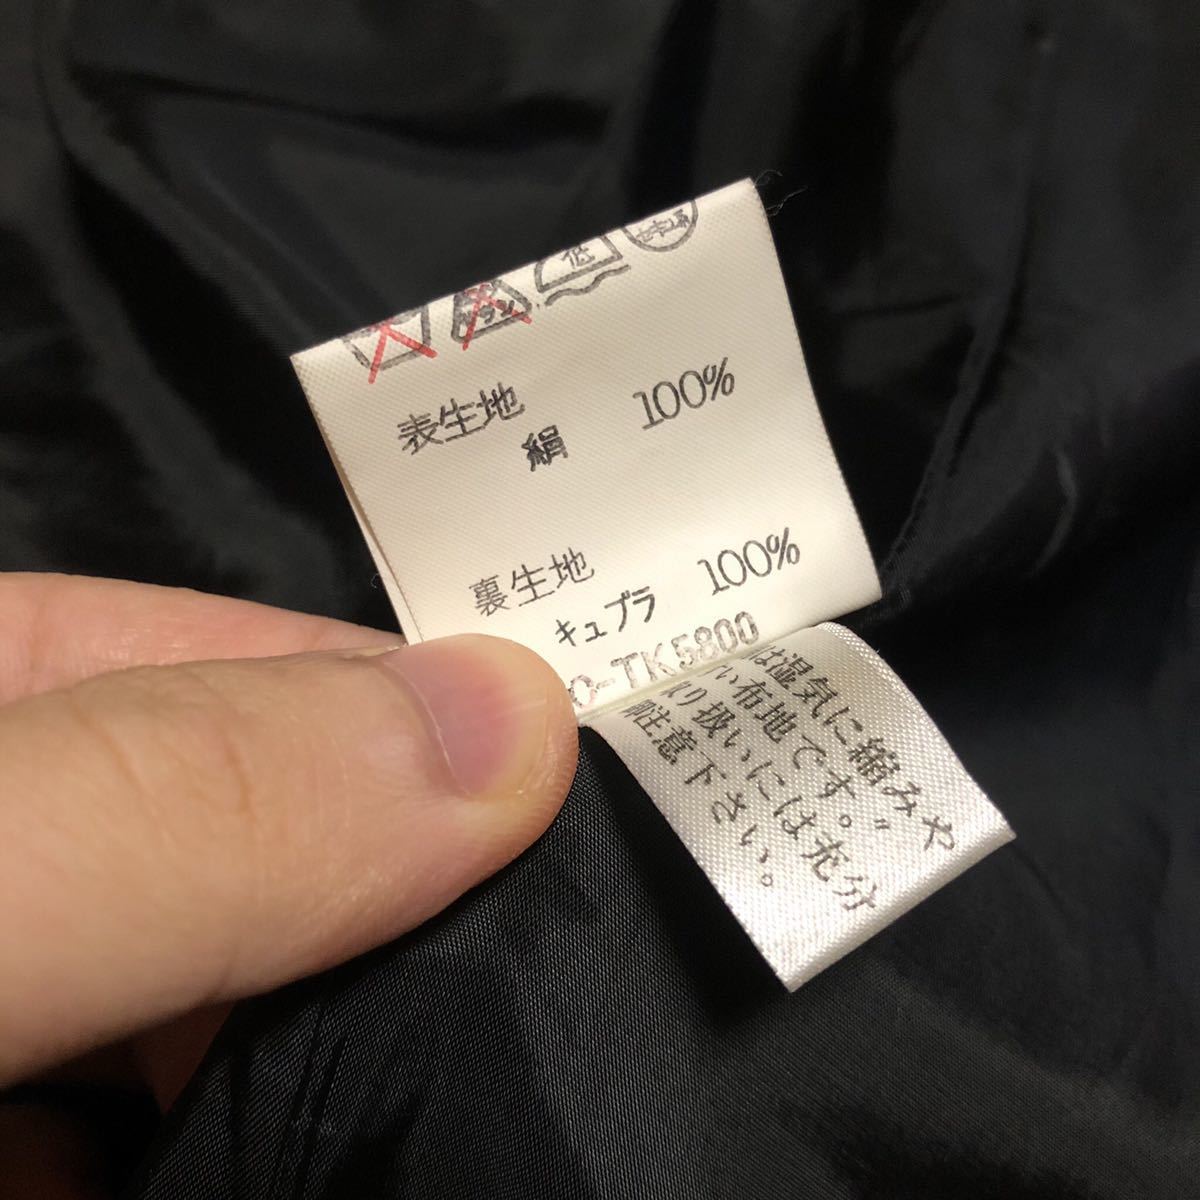 低
表生地
絹 100%
裏生地
キュプラ 100%
C-TK5800
は湿気に縮みや
い布地です。〃
取り扱いには充分
注意下さい。